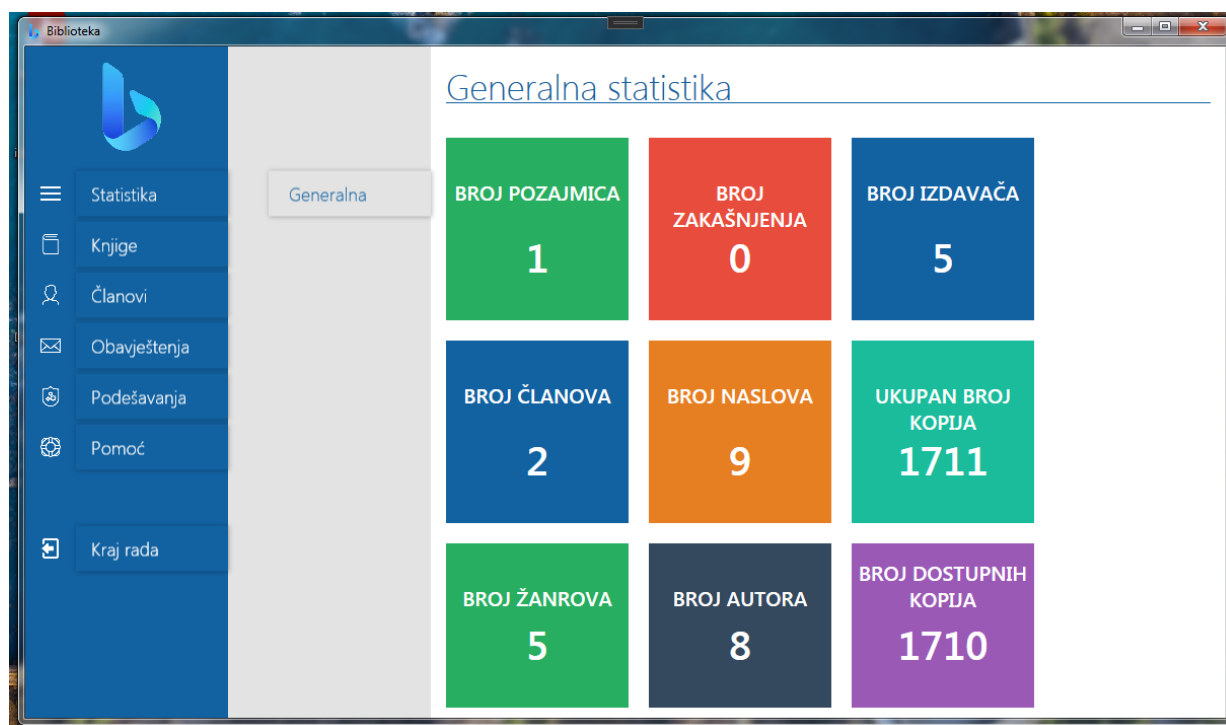 Biblioteka
Statistika
Knjige
Članovi
Obavještenja
Podešavanja
Pomoć
Kraj rada
Generalna
Generalna statistika
BROJ POZAJMICA
1
BROJ
ZAKAŠNJENJA
0
BROJ IZDAVAČA
5
BROJ ČLANOVA
2
BROJ NASLOVA
9
UKUPAN BROJ
KOPIJA
1711
BROJ ŽANROVA
5
BROJ AUTORA
8
BROJ DOSTUPNIH
KOPIJA
1710